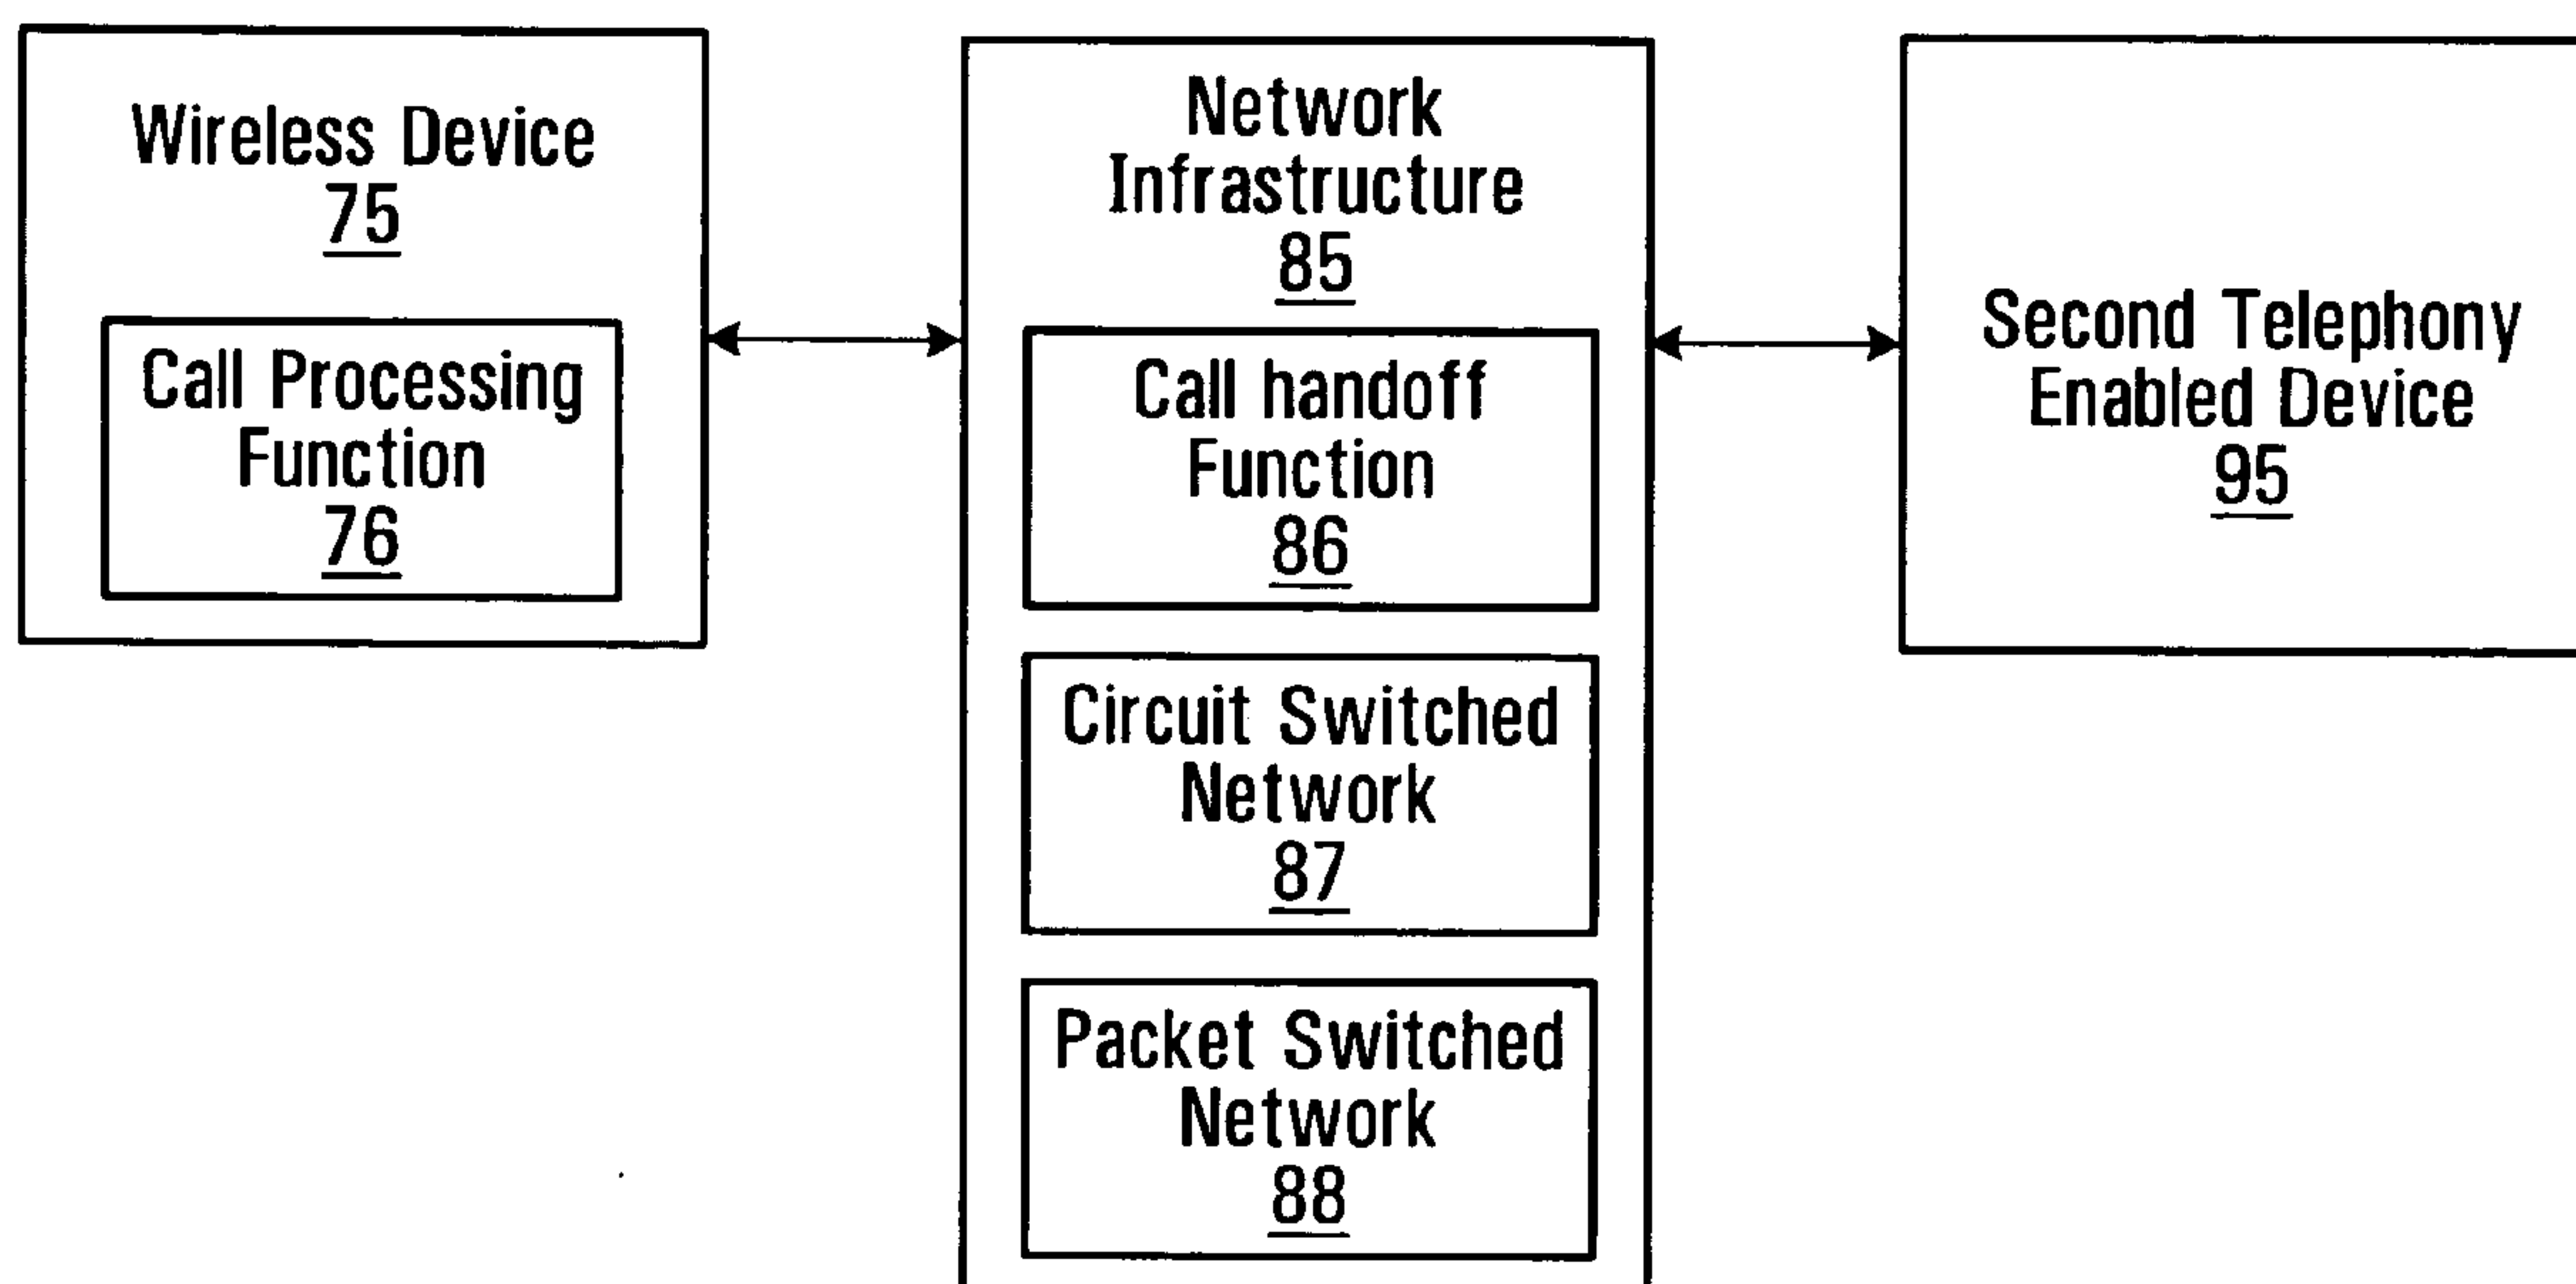 Wireless Device
75
Call Processing
Function
76
Network
Infrastructure
85
Call handoff
Function
86
Circuit Switched
Network
87
Packet Switched
Network
88
Second Telephony
Enabled Device
95